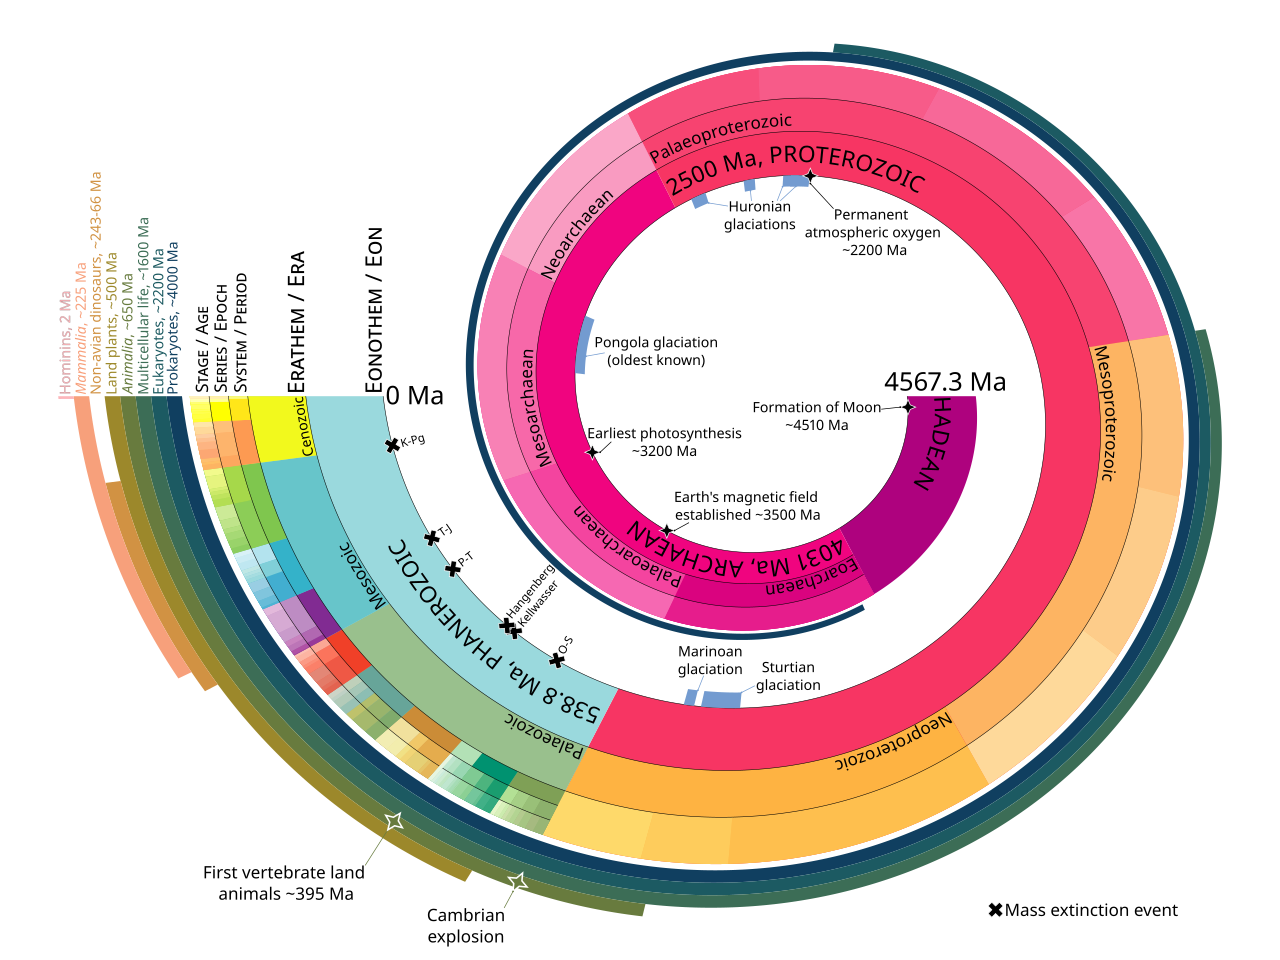 Hominins, 2 Ma
Mammalia, ~225 Ma
Non-avian dinosaurs, ~243-66 Ma
Land plants, ~500 Ma
Animalia, ~650 Ma
Multicellular life, ~1600 Ma
Eukaryotes, ~2200 Ma
Prokaryotes, ~4000 Ma
STAGE / AGE
SERIES / EPOCH
SYSTEM / PERIOD
ERATHEM / ERA
EONOTHEM / EON
0 Ma
Cenozoic
Mesozoic
Palaeozoic
538.8 Ma, PHANEROZOIC
K-Pg
T-J
P-T
Hangenberg
Kellwasser
O-S
Palaeoproterozoic
2500 Ma, PROTEROZOIC
Mesoproterozoic
Neoproterozoic
Huronian
glaciations
Permanent
atmospheric oxygen
~2200 Ma
Neoarchaean
Mesoarchaean
Palaeoarchaean
Eoarchaean
4031 Ma, ARCHAEAN
Pongola glaciation
(oldest known)
4567.3 Ma
HADEAN
Formation of Moon
~4510 Ma
Earliest photosynthesis
~3200 Ma
Earth's magnetic field
established ~3500 Ma
Marinoan
glaciation
Sturtian
glaciation
First vertebrate land
animals ~395 Ma
Cambrian
explosion
Mass extinction event